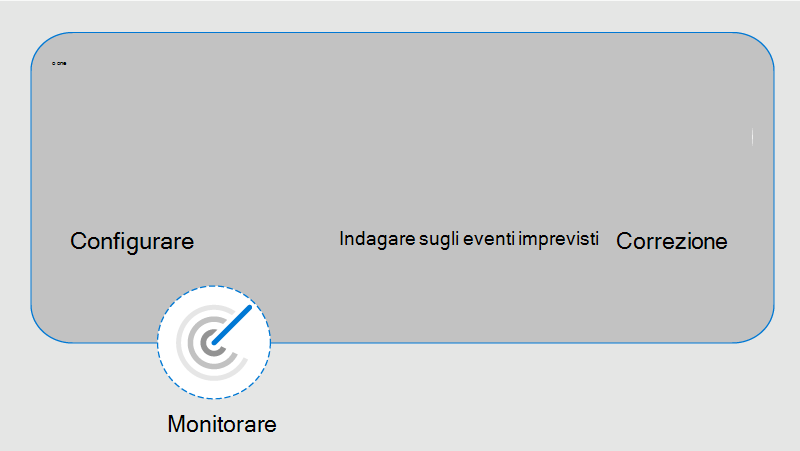 Configurare
Indagare sugli eventi imprevisti
Correzione
Monitorare